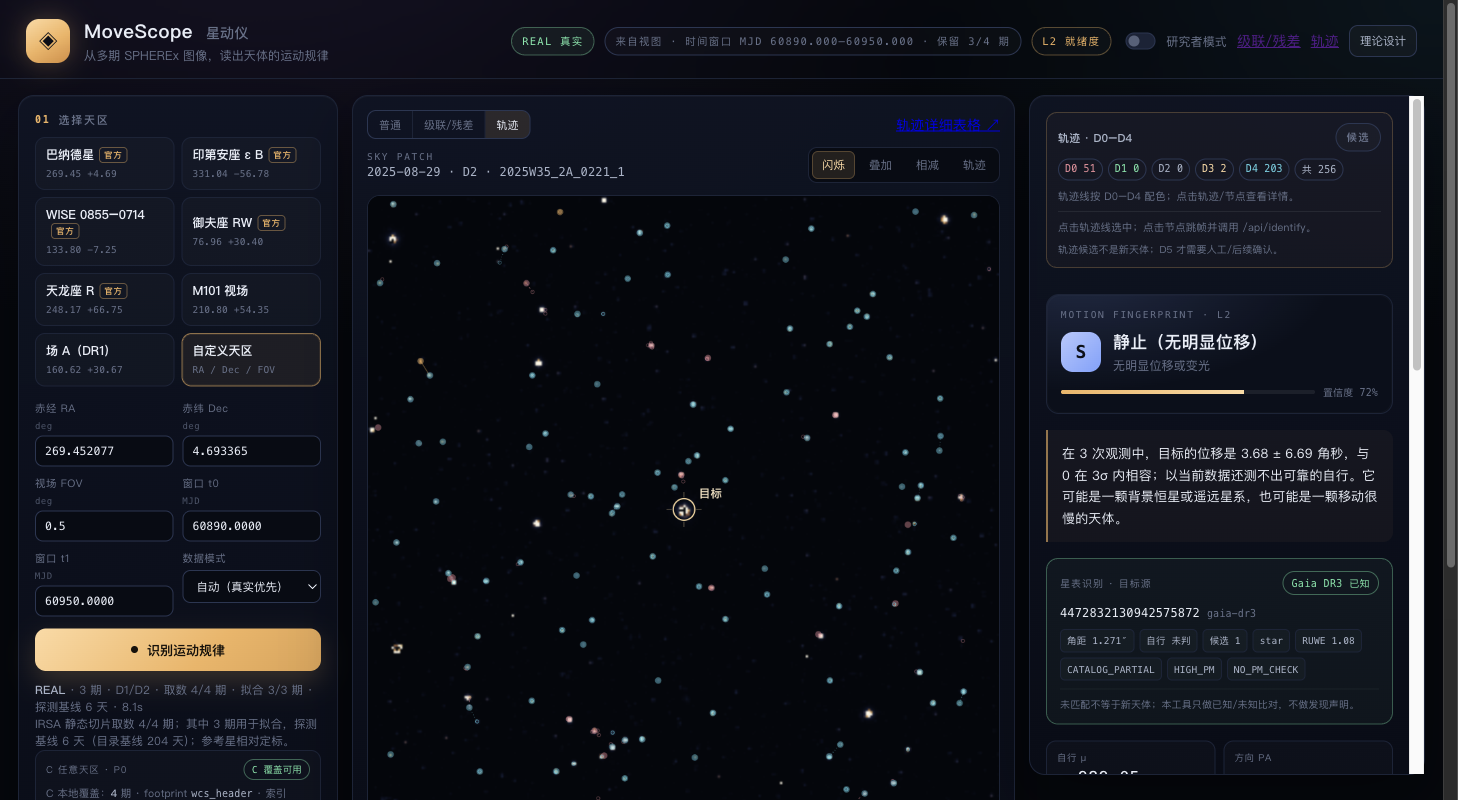 MoveScope 星动仪
从多期 SPHEREx 图像，读出天体的运动规律
REAL 真实
来自视图 · 时间窗口 MJD 60890.000—60950.000 · 保留 3/4 期
L2 就绪度
研究者模式
级联/残差
轨迹
理论设计
01 选择天区
巴纳德星 官方
269.45 +4.69
印第安座 ε B 官方
331.04 −56.78
WISE 0855−0714
官方
133.80 −7.25
御夫座 RW 官方
76.96 +30.40
天龙座 R 官方
248.17 +66.75
M101 视场
210.80 +54.35
场 A（DR1）
160.62 +30.67
自定义天区
RA / Dec / FOV
赤经 RA
deg
269.452077
赤纬 Dec
deg
4.693365
视场 FOV
deg
0.5
窗口 t0
MJD
60890.0000
窗口 t1
MJD
60950.0000
数据模式
自动（真实优先）
识别运动规律
REAL · 3 期 · D1/D2 · 取数 4/4 期 · 拟合 3/3 期 ·
探测基线 6 天 · 8.1s
IRSA 静态切片取数 4/4 期；其中 3 期用于拟合，探测
基线 6 天（目录基线 204 天）；参考星相对定标。
C 任意天区 · P0
C 覆盖可用
C 本地覆盖：4 期 · footprint wcs_header · 索引
普通
级联/残差
轨迹
轨迹详细表格 ↗
SKY PATCH
2025−08−29 · D2 · 2025W35_2A_0221_1
闪烁
叠加
相减
轨迹
目标
轨迹 · D0—D4
候选
D0 51
D1 0
D2 0
D3 2
D4 203
共 256
轨迹线按 D0—D4 配色；点击轨迹/节点查看详情。
点击轨迹线选中；点击节点跳帧并调用 /api/identify。
轨迹候选不是新天体；D5 才需要人工/后续确认。
MOTION FINGERPRINT · L2
S
静止（无明显位移）
无明显位移或变光
置信度 72%
在 3 次观测中，目标的位移是 3.68 ± 6.69 角秒，与
0 在 3σ 内相容；以当前数据还测不出可靠的自行。它
可能是一颗背景恒星或遥远星系，也可能是一颗移动很
慢的天体。
星表识别 · 目标源
Gaia DR3 已知
4472832130942575872 gaia−dr3
角距 1.271″
自行 未判
候选 1
star
RUWE 1.08
CATALOG_PARTIAL
HIGH_PM
NO_PM_CHECK
未匹配不等于新天体；本工具只做已知/未知比对，不做发现声明。
自行 μ
方向 PA